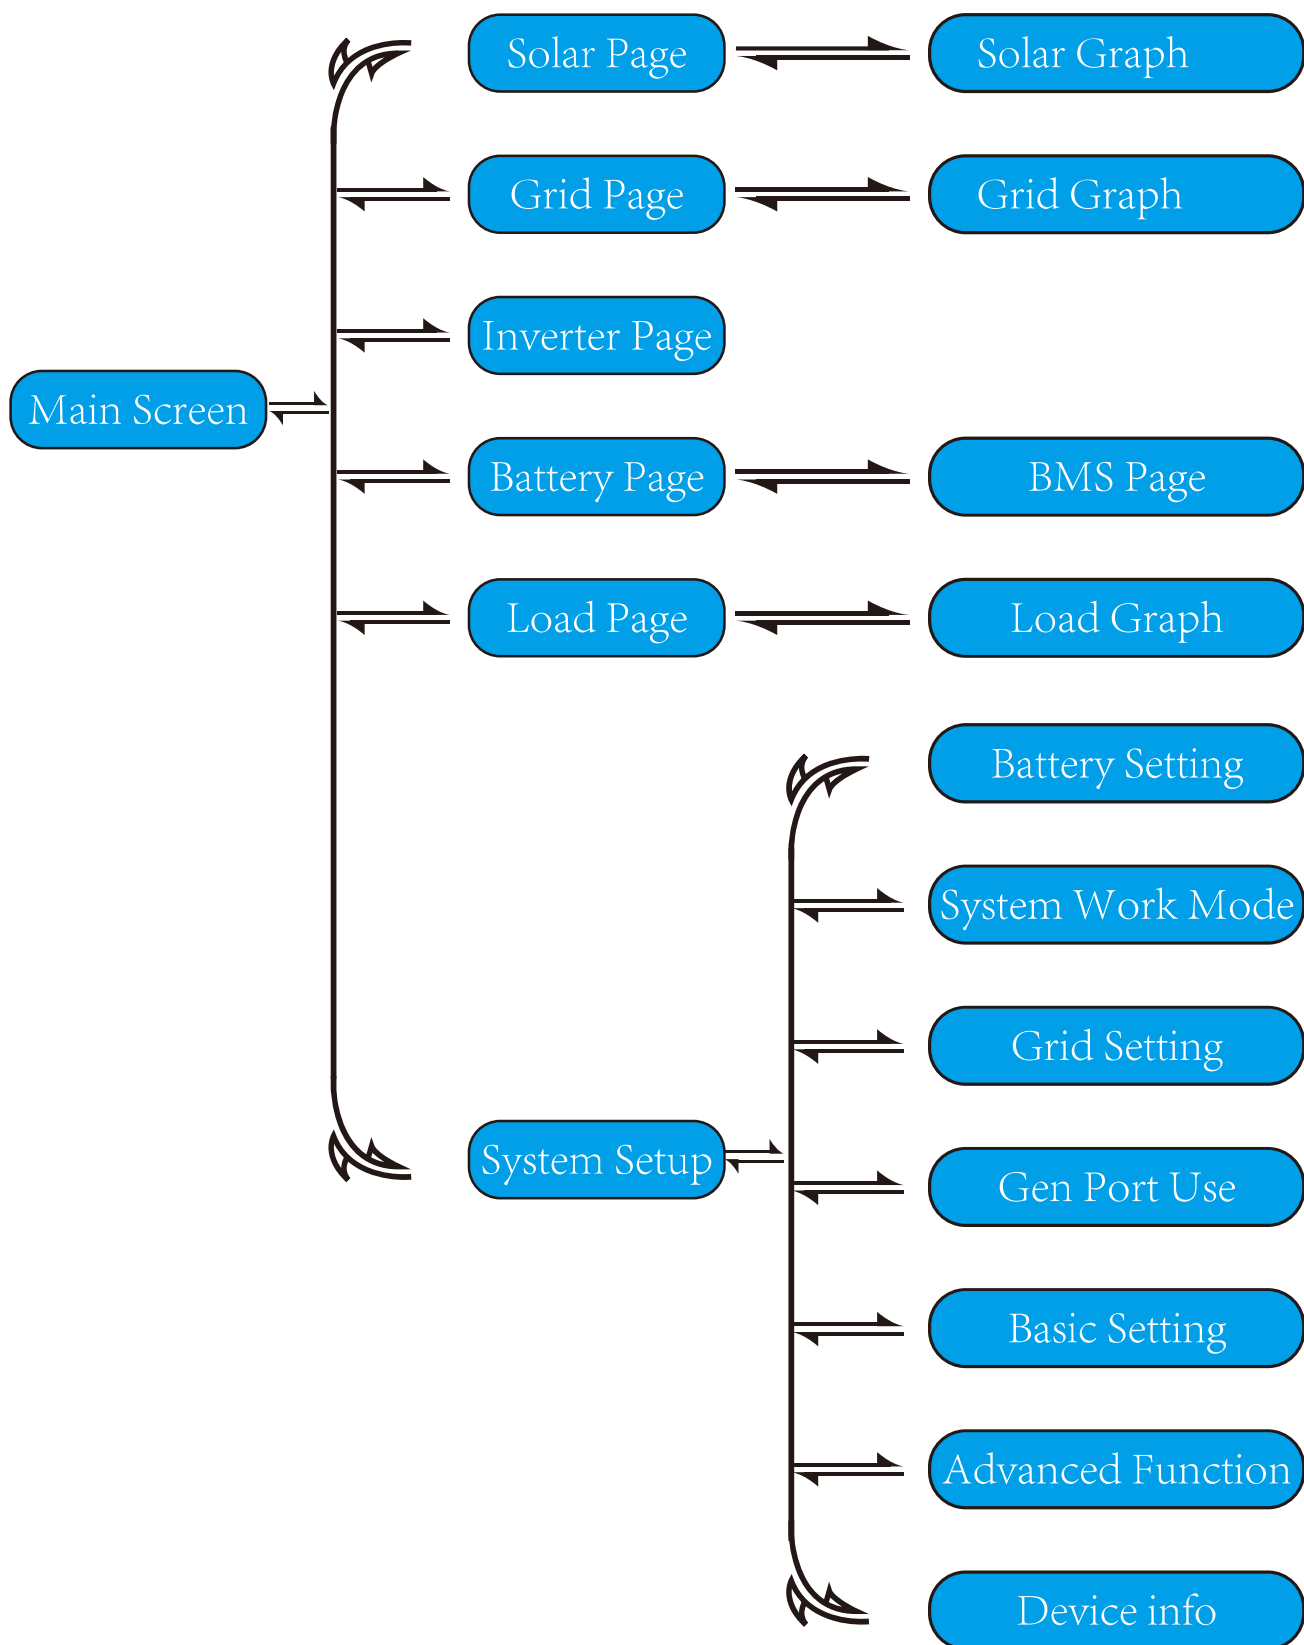 Solar Page
Solar Graph
Grid Page
Grid Graph
Inverter Page
Main Screen
Battery Page
BMS Page
Load Page
Load Graph
Battery Setting
System Work Mode
Grid Setting
System Setup
Gen Port Use
Basic Setting
Advanced Function
Device info